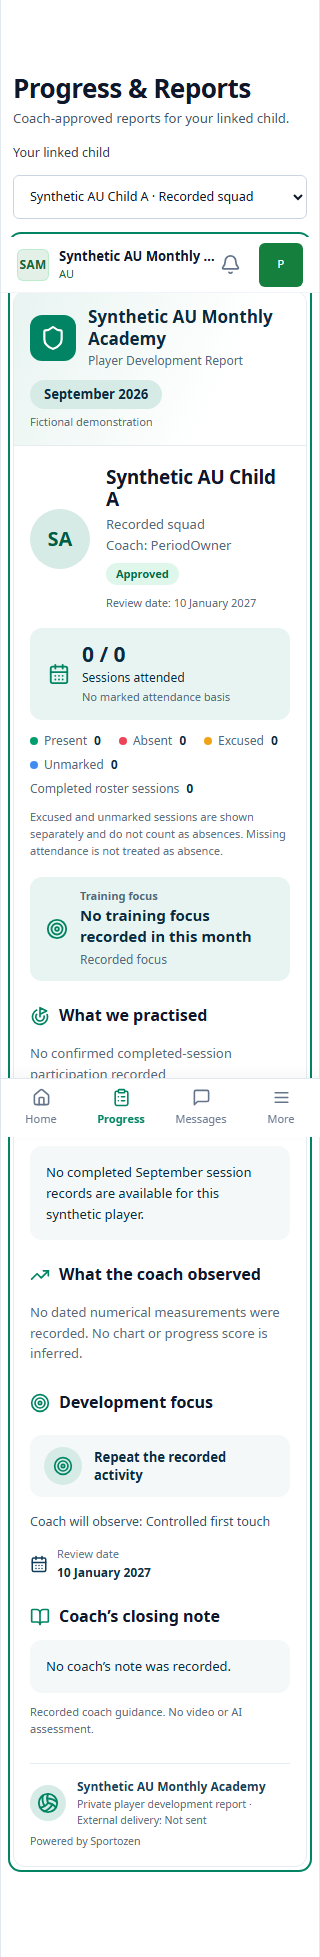 Progress & Reports
Coach-approved reports for your linked child.
Your linked child
Synthetic AU Child A · Recorded squad
SAM
Synthetic AU Monthly ...
AU
P
Synthetic AU Monthly
Academy
Player Development Report
September 2026
Fictional demonstration
SA
Synthetic AU Child
A
Recorded squad
Coach: PeriodOwner
Approved
Review date: 10 January 2027
0 / 0
Sessions attended
No marked attendance basis
Present 0 Absent 0 Excused 0
Unmarked 0
Completed roster sessions 0
Excused and unmarked sessions are shown
separately and do not count as absences. Missing
attendance is not treated as absence.
Training focus
No training focus
recorded in this month
Recorded focus
What we practised
No confirmed completed-session
participation recorded
Home Progress Messages More
No completed September session
records are available for this
synthetic player.
What the coach observed
No dated numerical measurements were
recorded. No chart or progress score is
inferred.
Development focus
Repeat the recorded
activity
Coach will observe: Controlled first touch
Review date
10 January 2027
Coach’s closing note
No coach’s note was recorded.
Recorded coach guidance. No video or AI
assessment.
Synthetic AU Monthly Academy
Private player development report ·
External delivery: Not sent
Powered by Sportozen